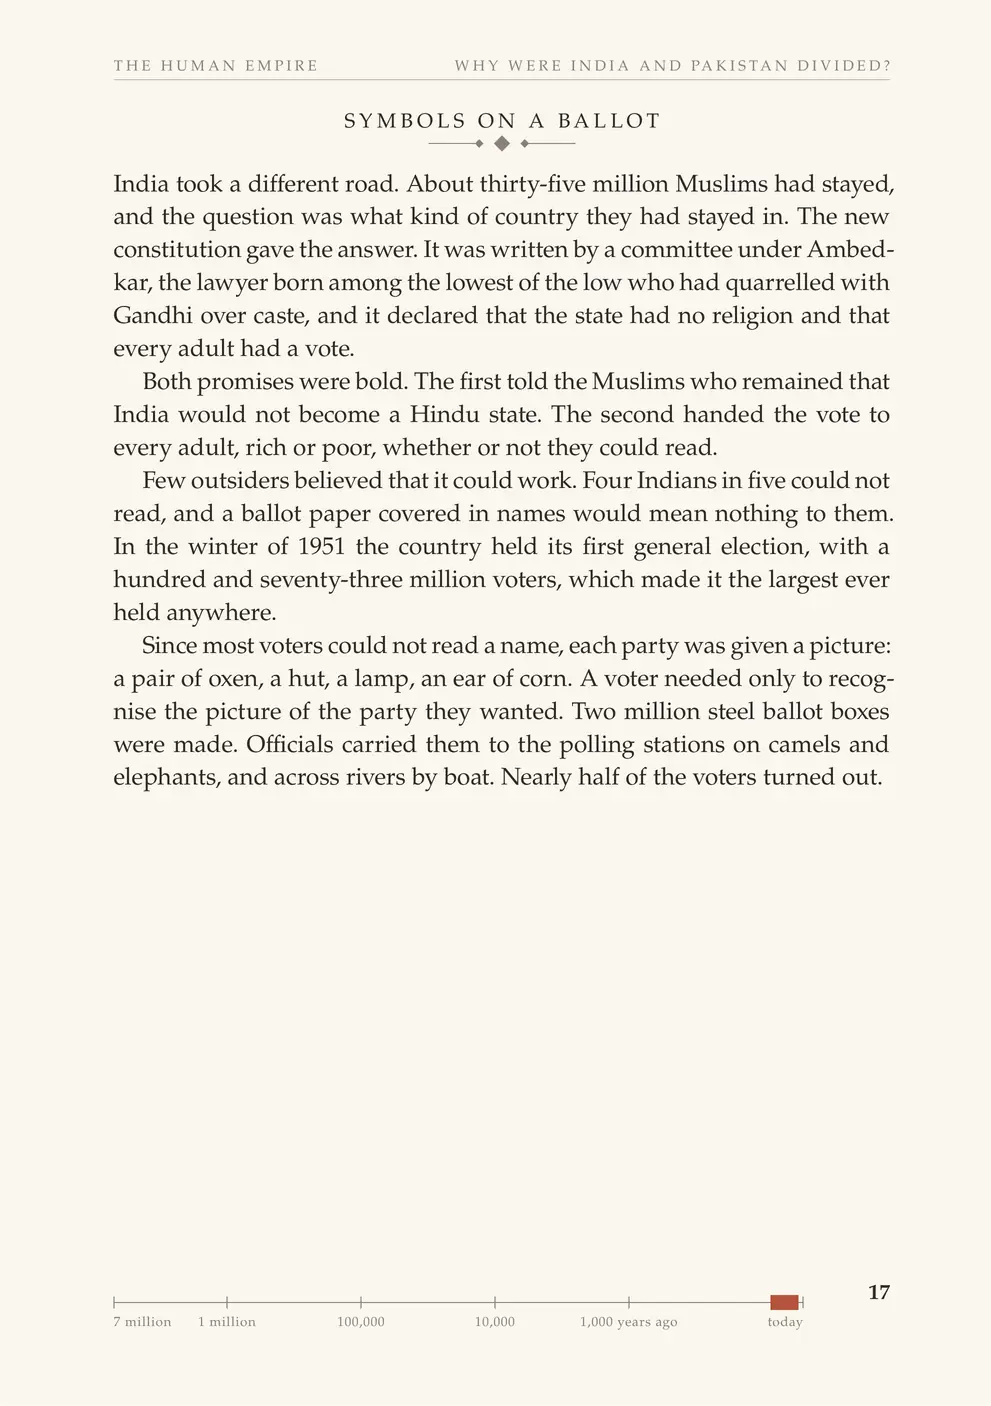 THE HUMAN EMPIRE
WHY WERE INDIA AND PAKISTAN DIVIDED?
SYMBOLS ON A BALLOT
India took a different road. About thirty-five million Muslims had stayed,
and the question was what kind of country they had stayed in. The new
constitution gave the answer. It was written by a committee under Ambed-
kar, the lawyer born among the lowest of the low who had quarrelled with
Gandhi over caste, and it declared that the state had no religion and that
every adult had a vote.
Both promises were bold. The first told the Muslims who remained that
India would not become a Hindu state. The second handed the vote to
every adult, rich or poor, whether or not they could read.
Few outsiders believed that it could work. Four Indians in five could not
read, and a ballot paper covered in names would mean nothing to them.
In the winter of 1951 the country held its first general election, with a
hundred and seventy-three million voters, which made it the largest ever
held anywhere.
Since most voters could not read a name, each party was given a picture:
a pair of oxen, a hut, a lamp, an ear of corn. A voter needed only to recog-
nise the picture of the party they wanted. Two million steel ballot boxes
were made. Officials carried them to the polling stations on camels and
elephants, and across rivers by boat. Nearly half of the voters turned out.
17
7 million 1 million 100,000 10,000 1,000 years ago today